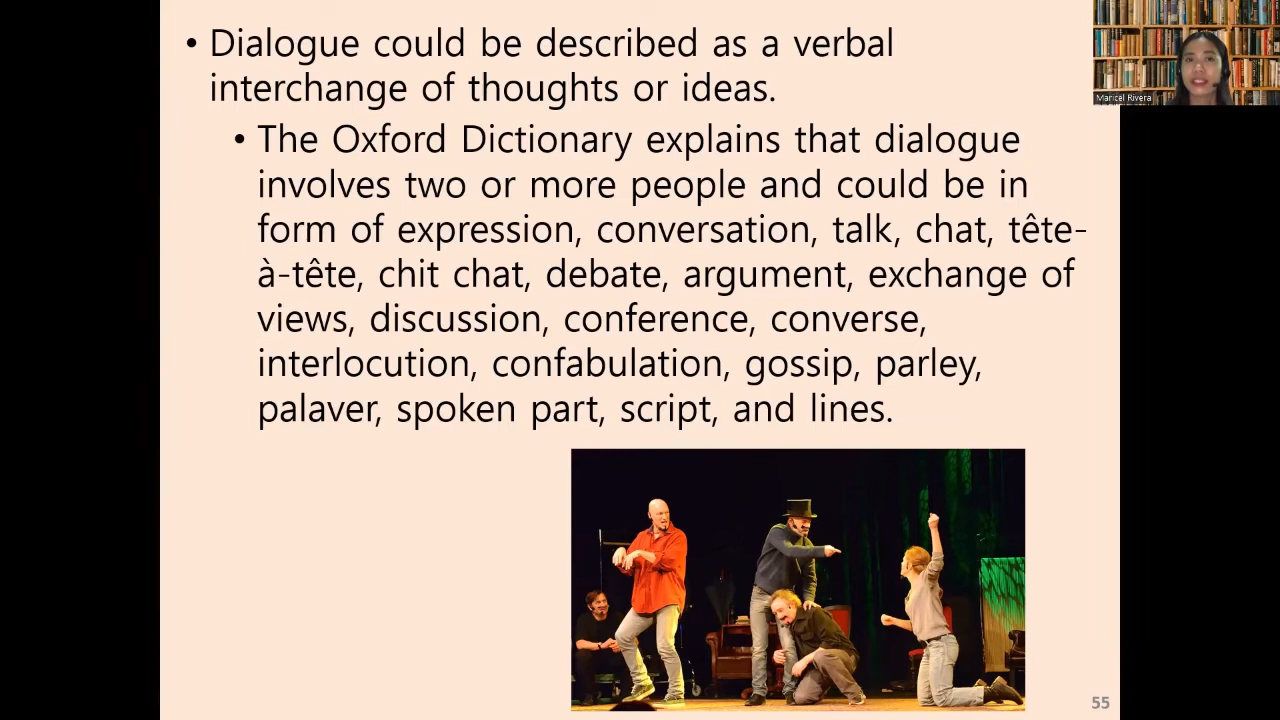 • Dialogue could be described as a verbal
interchange of thoughts or ideas.
• The Oxford Dictionary explains that dialogue
involves two or more people and could be in
form of expression, conversation, talk, chat, tête-
à-tête, chit chat, debate, argument, exchange of
views, discussion, conference, converse,
interlocution, confabulation, gossip, parley,
palaver, spoken part, script, and lines.
Maricel Rivera
55